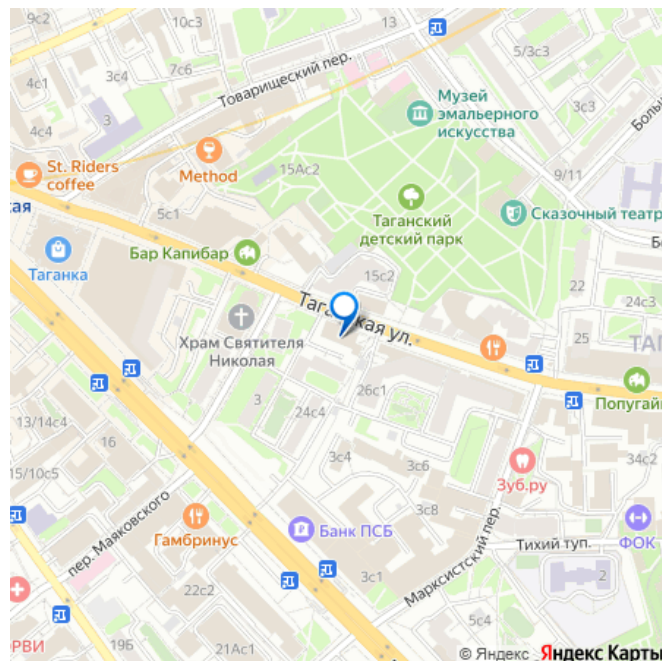 9с2
10с3
13
3с4
4с1
7с6
5/3с3
Товарищеский пер.
Музей
эмальерного
искусства
3с3
3
4с4
St. Riders
coffee
Method
15Ас2
9/11
кая
5с1
Таганский
детский парк
Сказочный театр
Таганка
Бар Капибар
15с2
22
24с3
Таганская ул.
Храм Святителя
Николая
25
26с1
Попугай
3
24с4
13/14с4
16
3с4
3с6
34с2
15/10с5
Зуб.ру
3с8
пер. Маяковского
Гамбринус
Банк ПСБ
Марксистский пер.
Тихий туп.
ФОК
22с2
3с1
2
19Б
21Ас1
5с4
© Яндекс Яндекс Карты